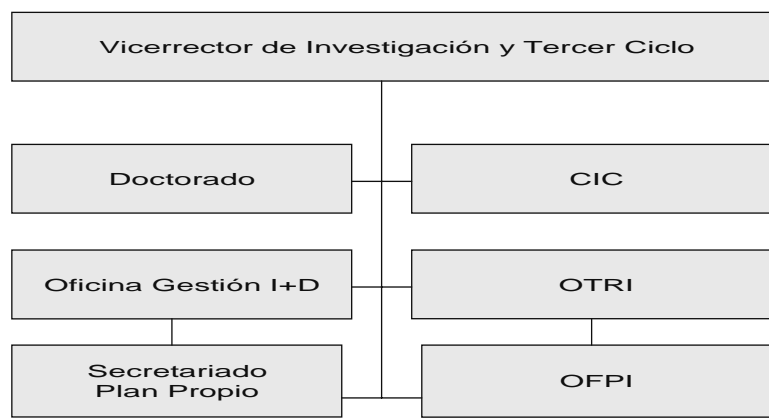 Vicerrector de Investigación y Tercer Ciclo
Doctorado
CIC
Oficina Gestión I+D
OTRI
Secretariado
Plan Propio
OFPI